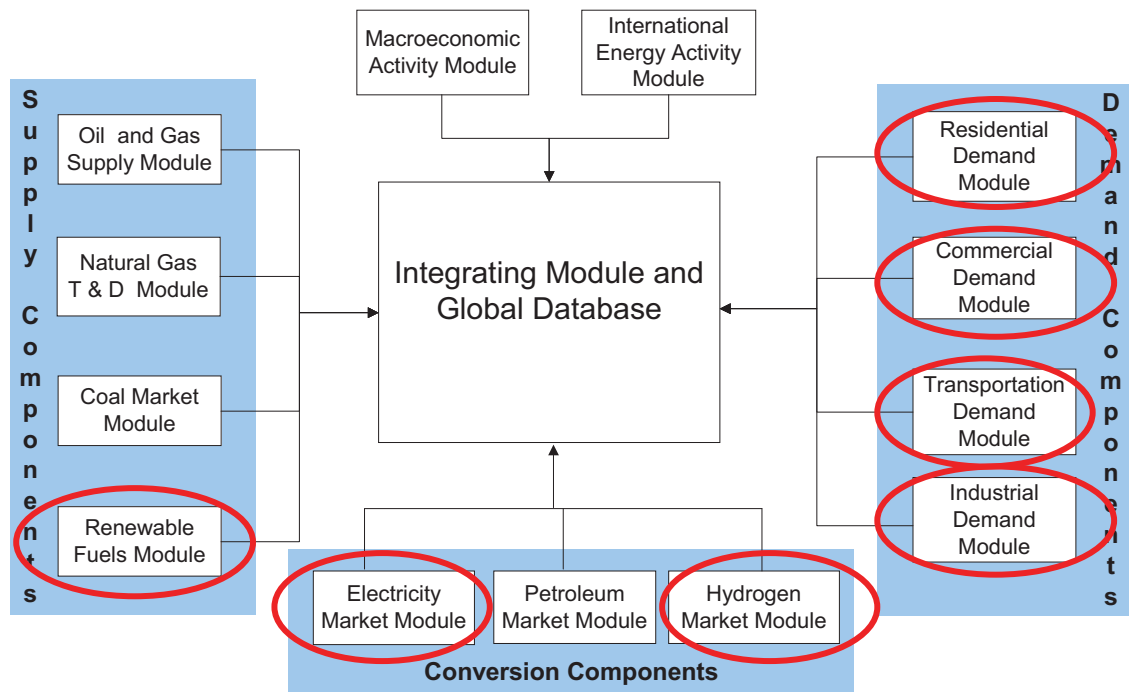 Macroeconomic
Activity Module
International
Energy Activity
Module
Supply Components
Oil and Gas
Supply Module
Natural Gas
T & D Module
Coal Market
Module
Renewable
Fuels Module
Integrating Module and
Global Database
Demand Components
Residential
Demand
Module
Commercial
Demand
Module
Transportation
Demand
Module
Industrial
Demand
Module
Electricity
Market Module
Petroleum
Market Module
Hydrogen
Market Module
Conversion Components